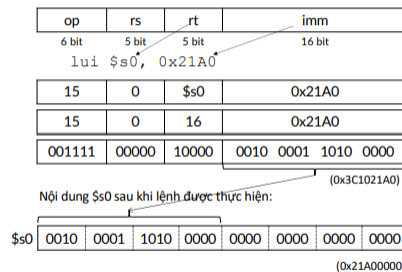 op rs rt imm
6 bit 5 bit 5 bit 16 bit
lui $s0, 0x21A0
15 0 $s0 0x21A0
15 0 16 0x21A0
001111 00000 10000 0010 0001 1010 0000
(0x3C1021A0)
Nội dung $s0 sau khi lệnh được thực hiện:
$s0 0010 0001 1010 0000 0000 0000 0000 0000
(0x21A00000